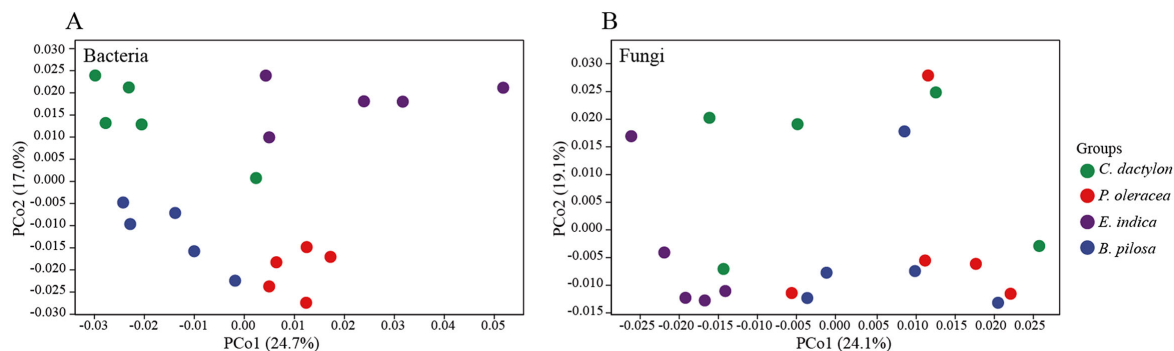 A
B
Bacteria
0.030
0.025
0.020
0.015
0.010
0.005
0.000
-0.005
-0.010
-0.015
-0.020
-0.025
-0.030
PCo2 (17.0%)
-0.03 -0.02 -0.01 0.00 0.01 0.02 0.03 0.04 0.05
PCo1 (24.7%)
Fungi
0.030
0.025
0.020
0.015
0.010
0.005
0.000
-0.005
-0.010
-0.015
PCo2 (19.1%)
-0.025 -0.020 -0.015 -0.010 -0.005 0.000 0.005 0.010 0.015 0.020 0.025
PCo1 (24.1%)
Groups
C. dactylon
P. oleracea
E. indica
B. pilosa